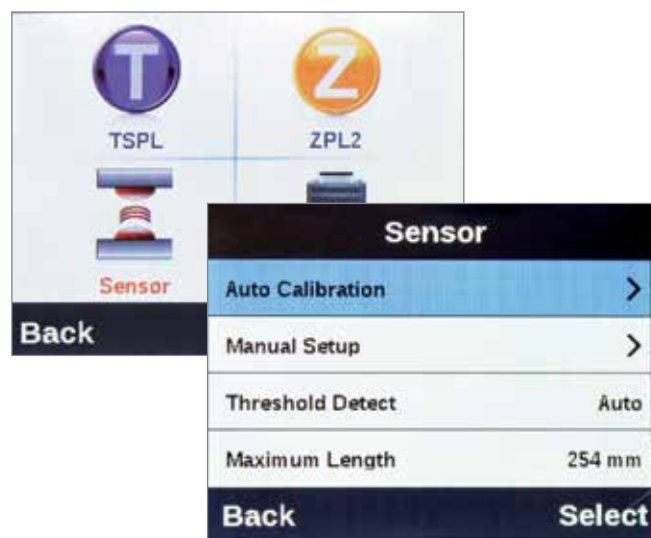 T Z
TSPL ZPL2
Sensor
Back
Sensor
Auto Calibration
Manual Setup
Threshold Detect Auto
Maximum Length 254 mm
Back Select